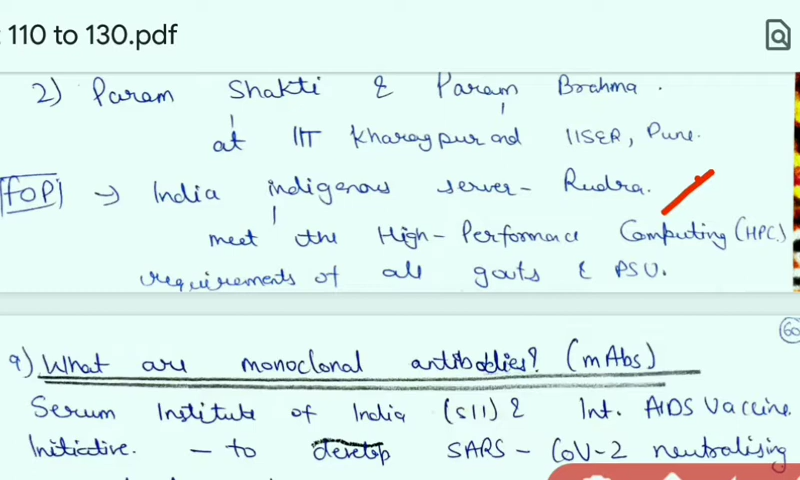 110 to 130.pdf
2) Param Shakti & Param Brahma.
at IIT Kharagpur and IISER, Pune.
FOP → India indigenous server - Rudra.
meet the High-Performance Computing (HPC)
requirements of all govts & PSU.
60
9) What are monoclonal antibodies? (mAbs)
Serum Institute of India (SII) & Int. AIDS Vaccine
Initiative. - to develop SARS-CoV-2 neutralising